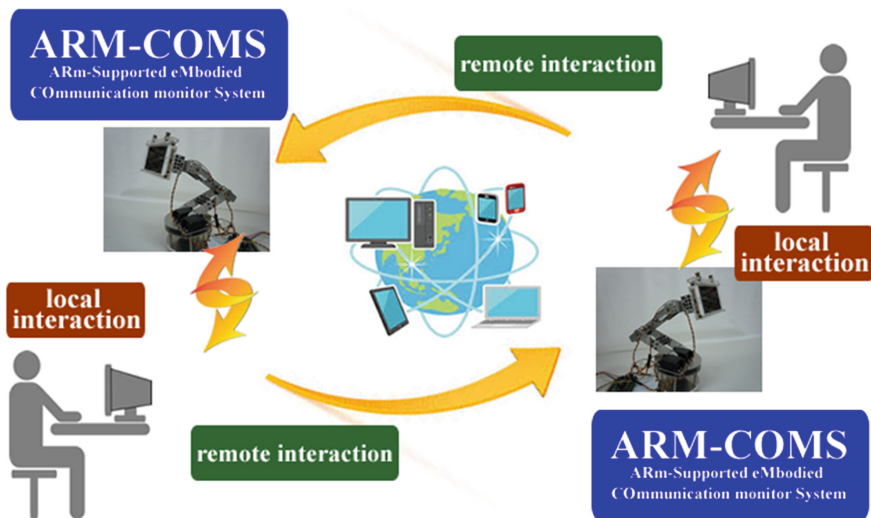 ARM-COMS
ARm-Supported eMbodied
COmmunication monitor System
remote interaction
local
interaction
local
interaction
remote interaction
ARM-COMS
ARm-Supported eMbodied
COmmunication monitor System